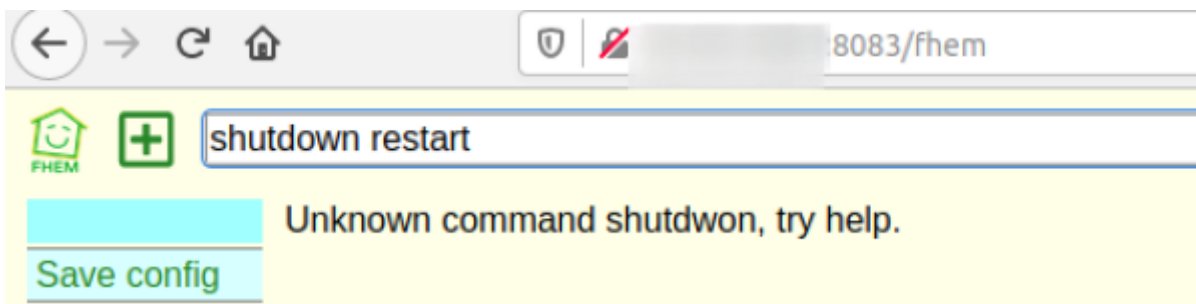 :8083/fhem
FHEM
shutdown restart
Unknown command shutdwon, try help.
Save config